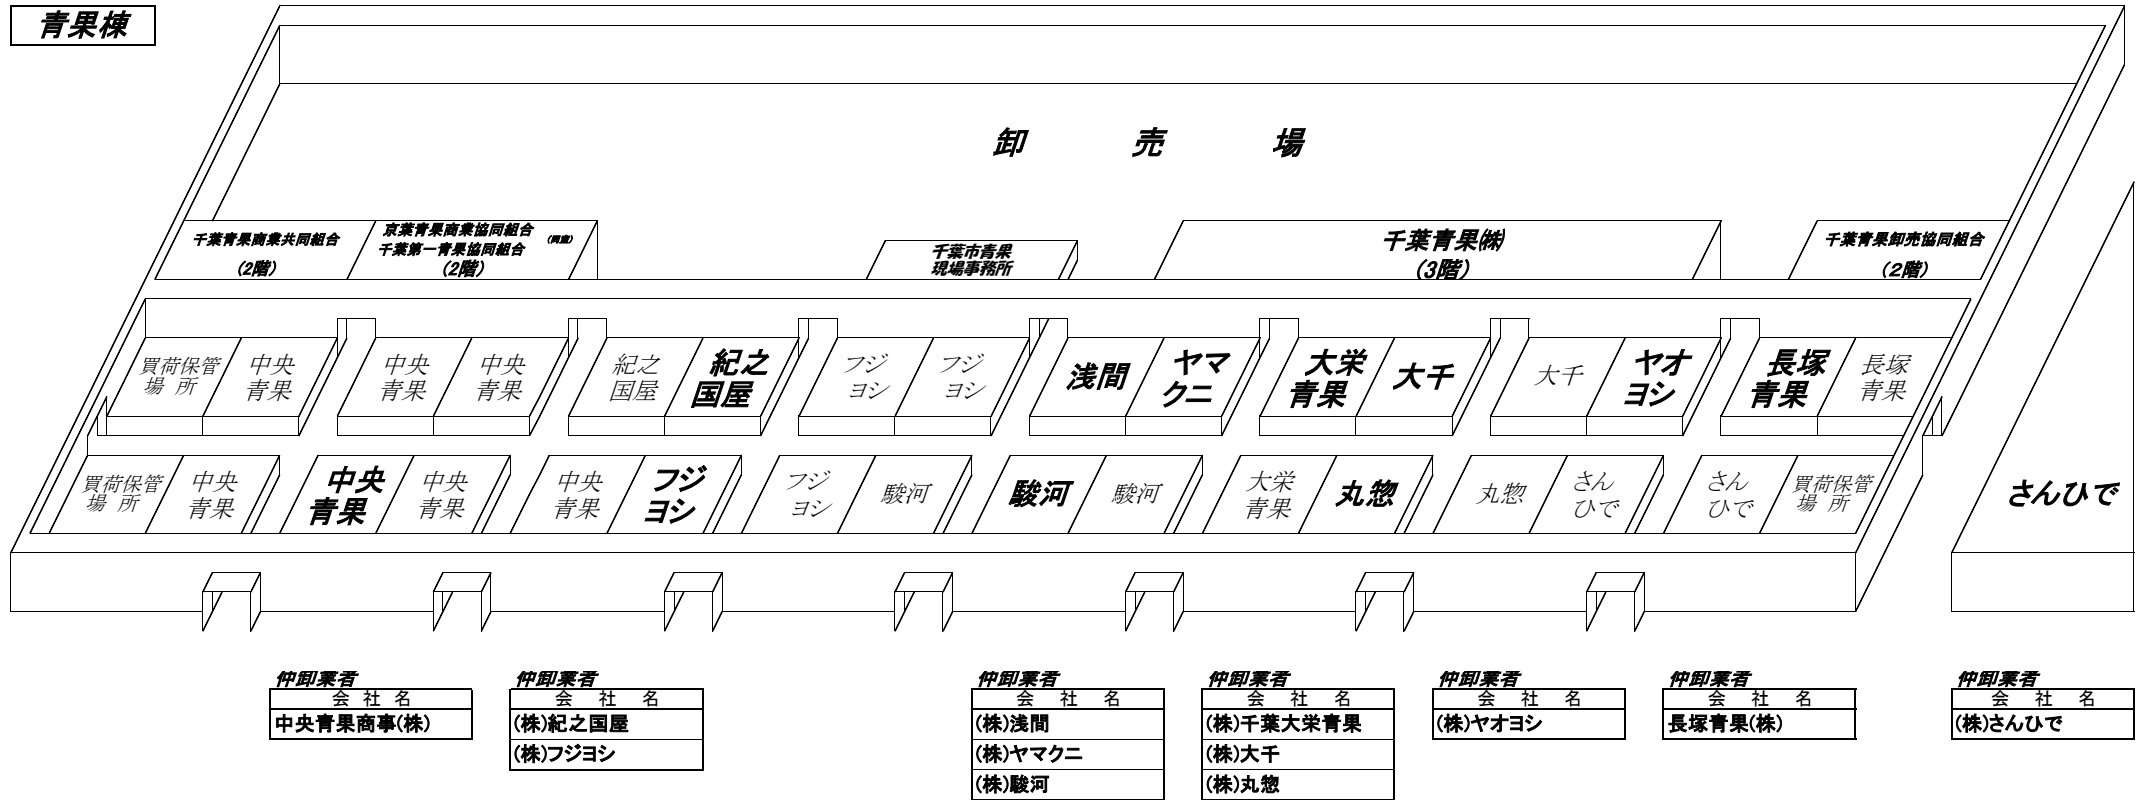 青果棟
卸 売 場
千葉青果商業共同組合
(2階)
京葉青果商業協同組合
千葉第一青果協同組合
(2階)
千葉市青果
現場事務所
千葉青果㈱
(3階)
千葉青果卸売協同組合
(2階)
買荷保管
場 所
中央
青果
中央
青果
中央
青果
紀之
国屋
紀之
国屋
フジ
ヨシ
フジ
ヨシ
浅間
ヤマ
クニ
大栄
青果
大千
大千
ヤオ
ヨシ
長塚
青果
長塚
青果
買荷保管
場 所
中央
青果
中央
青果
中央
青果
中央
青果
フジ
ヨシ
フジ
ヨシ
駿河
駿河
駿河
大栄
青果
丸惣
丸惣
さん
ひで
さん
ひで
買荷保管
場 所
さんひで
仲卸業者
会 社 名
中央青果商事(株)
仲卸業者
会 社 名
(株)紀之国屋
(株)フジヨシ
仲卸業者
会 社 名
(株)浅間
(株)ヤマクニ
(株)駿河
仲卸業者
会 社 名
(株)千葉大栄青果
(株)大千
(株)丸惣
仲卸業者
会 社 名
(株)ヤオヨシ
仲卸業者
会 社 名
長塚青果(株)
仲卸業者
会 社 名
(株)さんひで